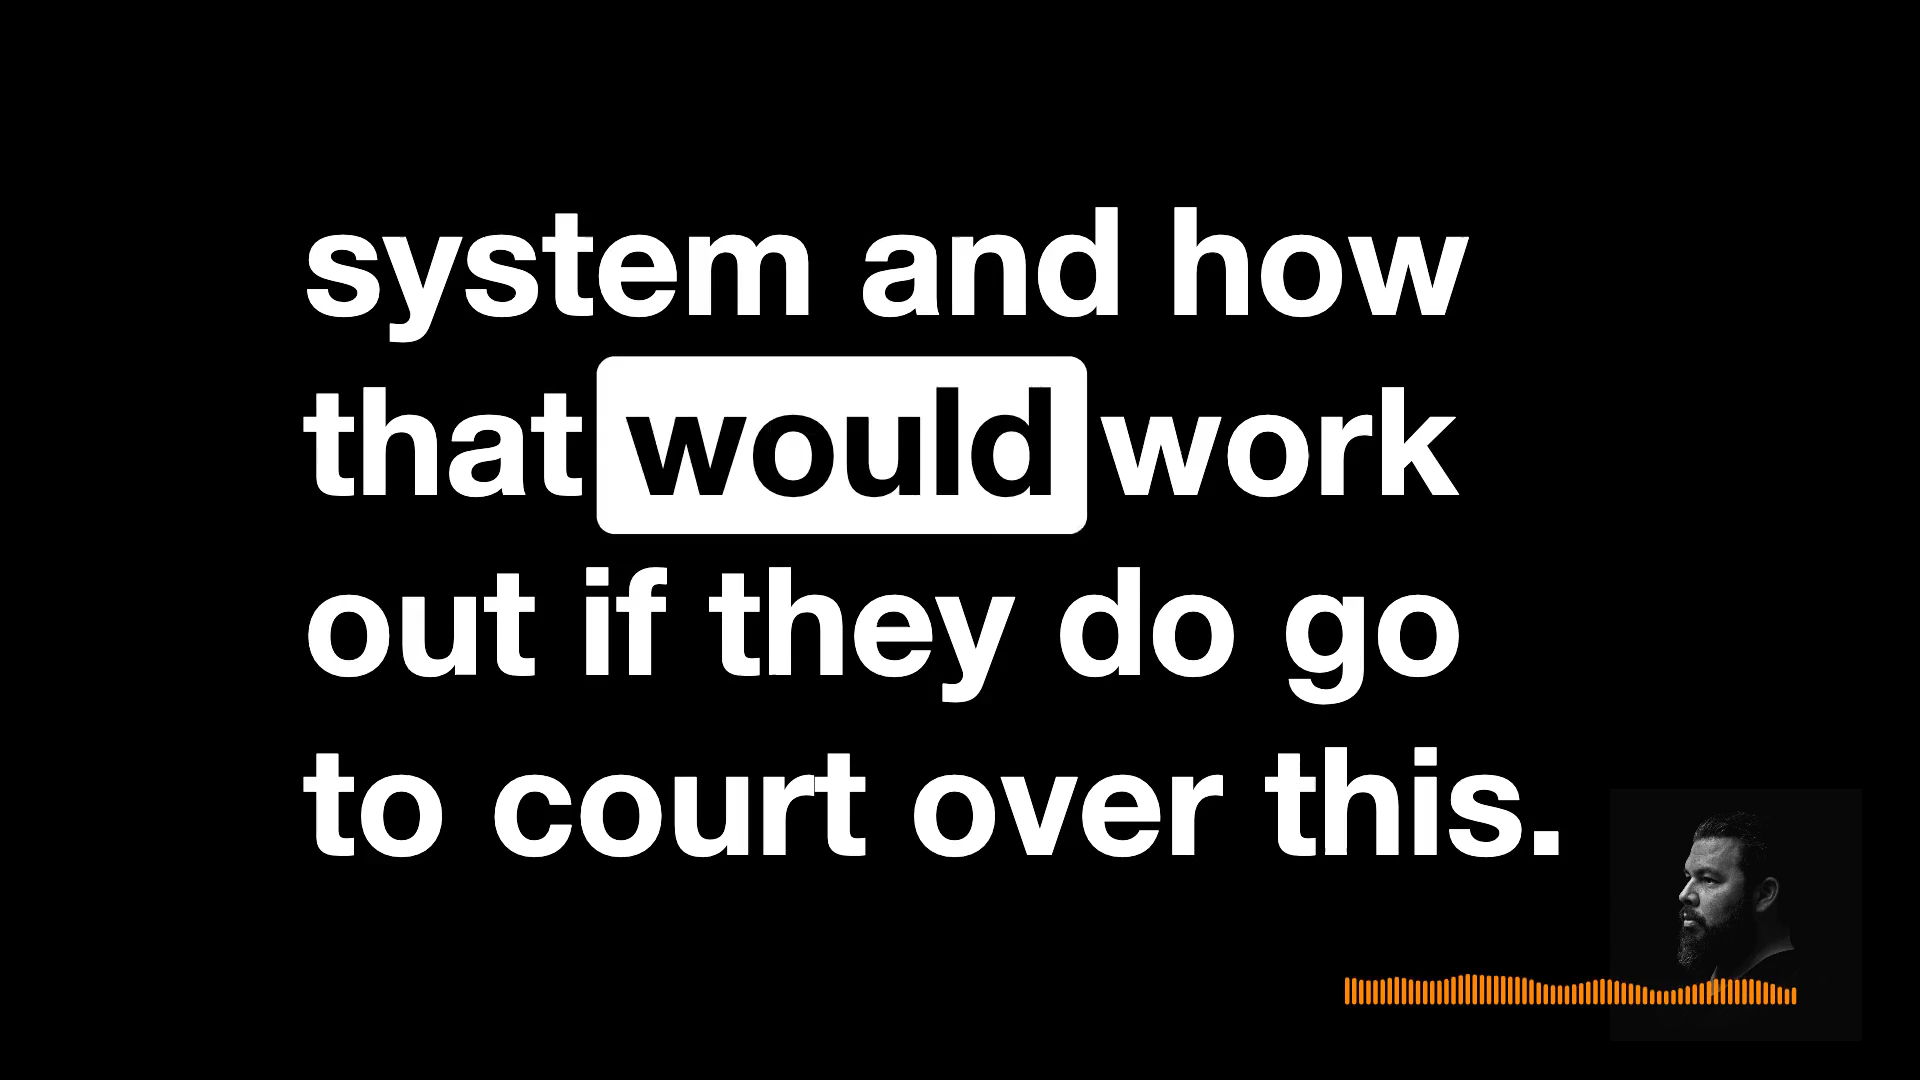 system and how
that would work
out if they do go
to court over this.